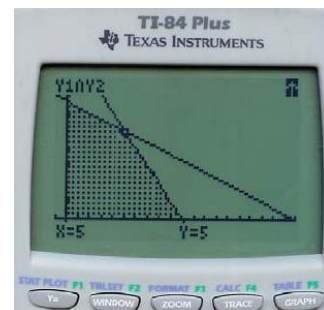 TI-84 Plus
TEXAS INSTRUMENTS
Y1∩Y2
X=5 Y=5
STAT PLOT F1 TBLSET F2 FORMAT F3 CALC F4 TABLE F5
Y= WINDOW ZOOM TRACE GRAPH